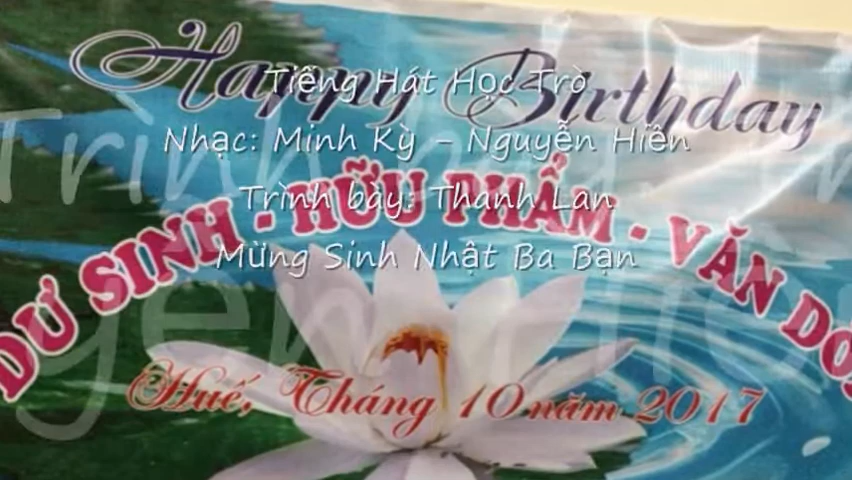 Happy Birthday
Tiếng Hát Học Trò
Nhạc: Minh Kỳ - Nguyễn Hiền
Trình bày: Thanh Lan
DƯ SINH - HỮU PHẨM - VĂN
Mừng Sinh Nhật Ba Bạn
Huế, Tháng 10 năm 2017